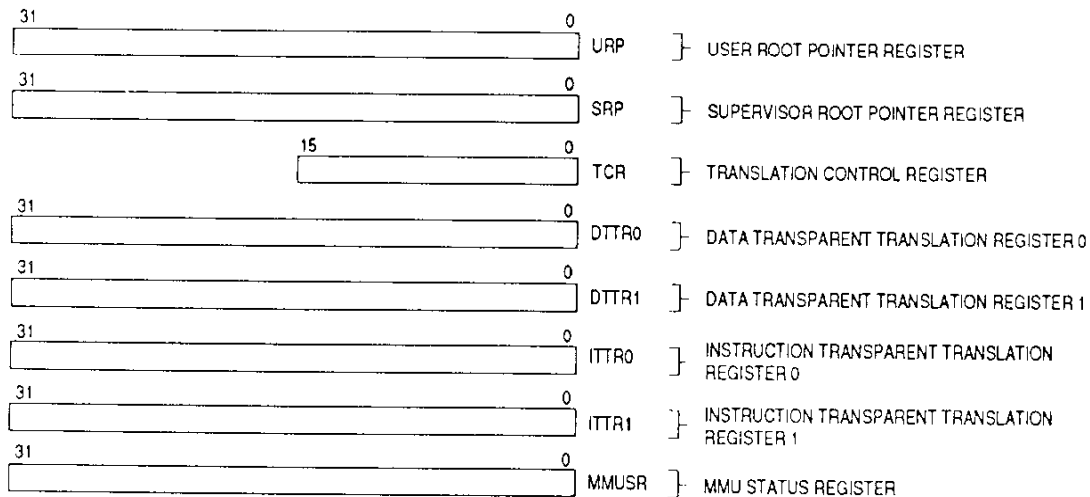 31 0
URP USER ROOT POINTER REGISTER
31 0
SRP SUPERVISOR ROOT POINTER REGISTER
15 0
TCR TRANSLATION CONTROL REGISTER
31 0
DTTR0 DATA TRANSPARENT TRANSLATION REGISTER 0
31 0
DTTR1 DATA TRANSPARENT TRANSLATION REGISTER 1
31 0
ITTR0 INSTRUCTION TRANSPARENT TRANSLATION
REGISTER 0
31 0
ITTR1 INSTRUCTION TRANSPARENT TRANSLATION
REGISTER 1
31 0
MMUSR MMU STATUS REGISTER